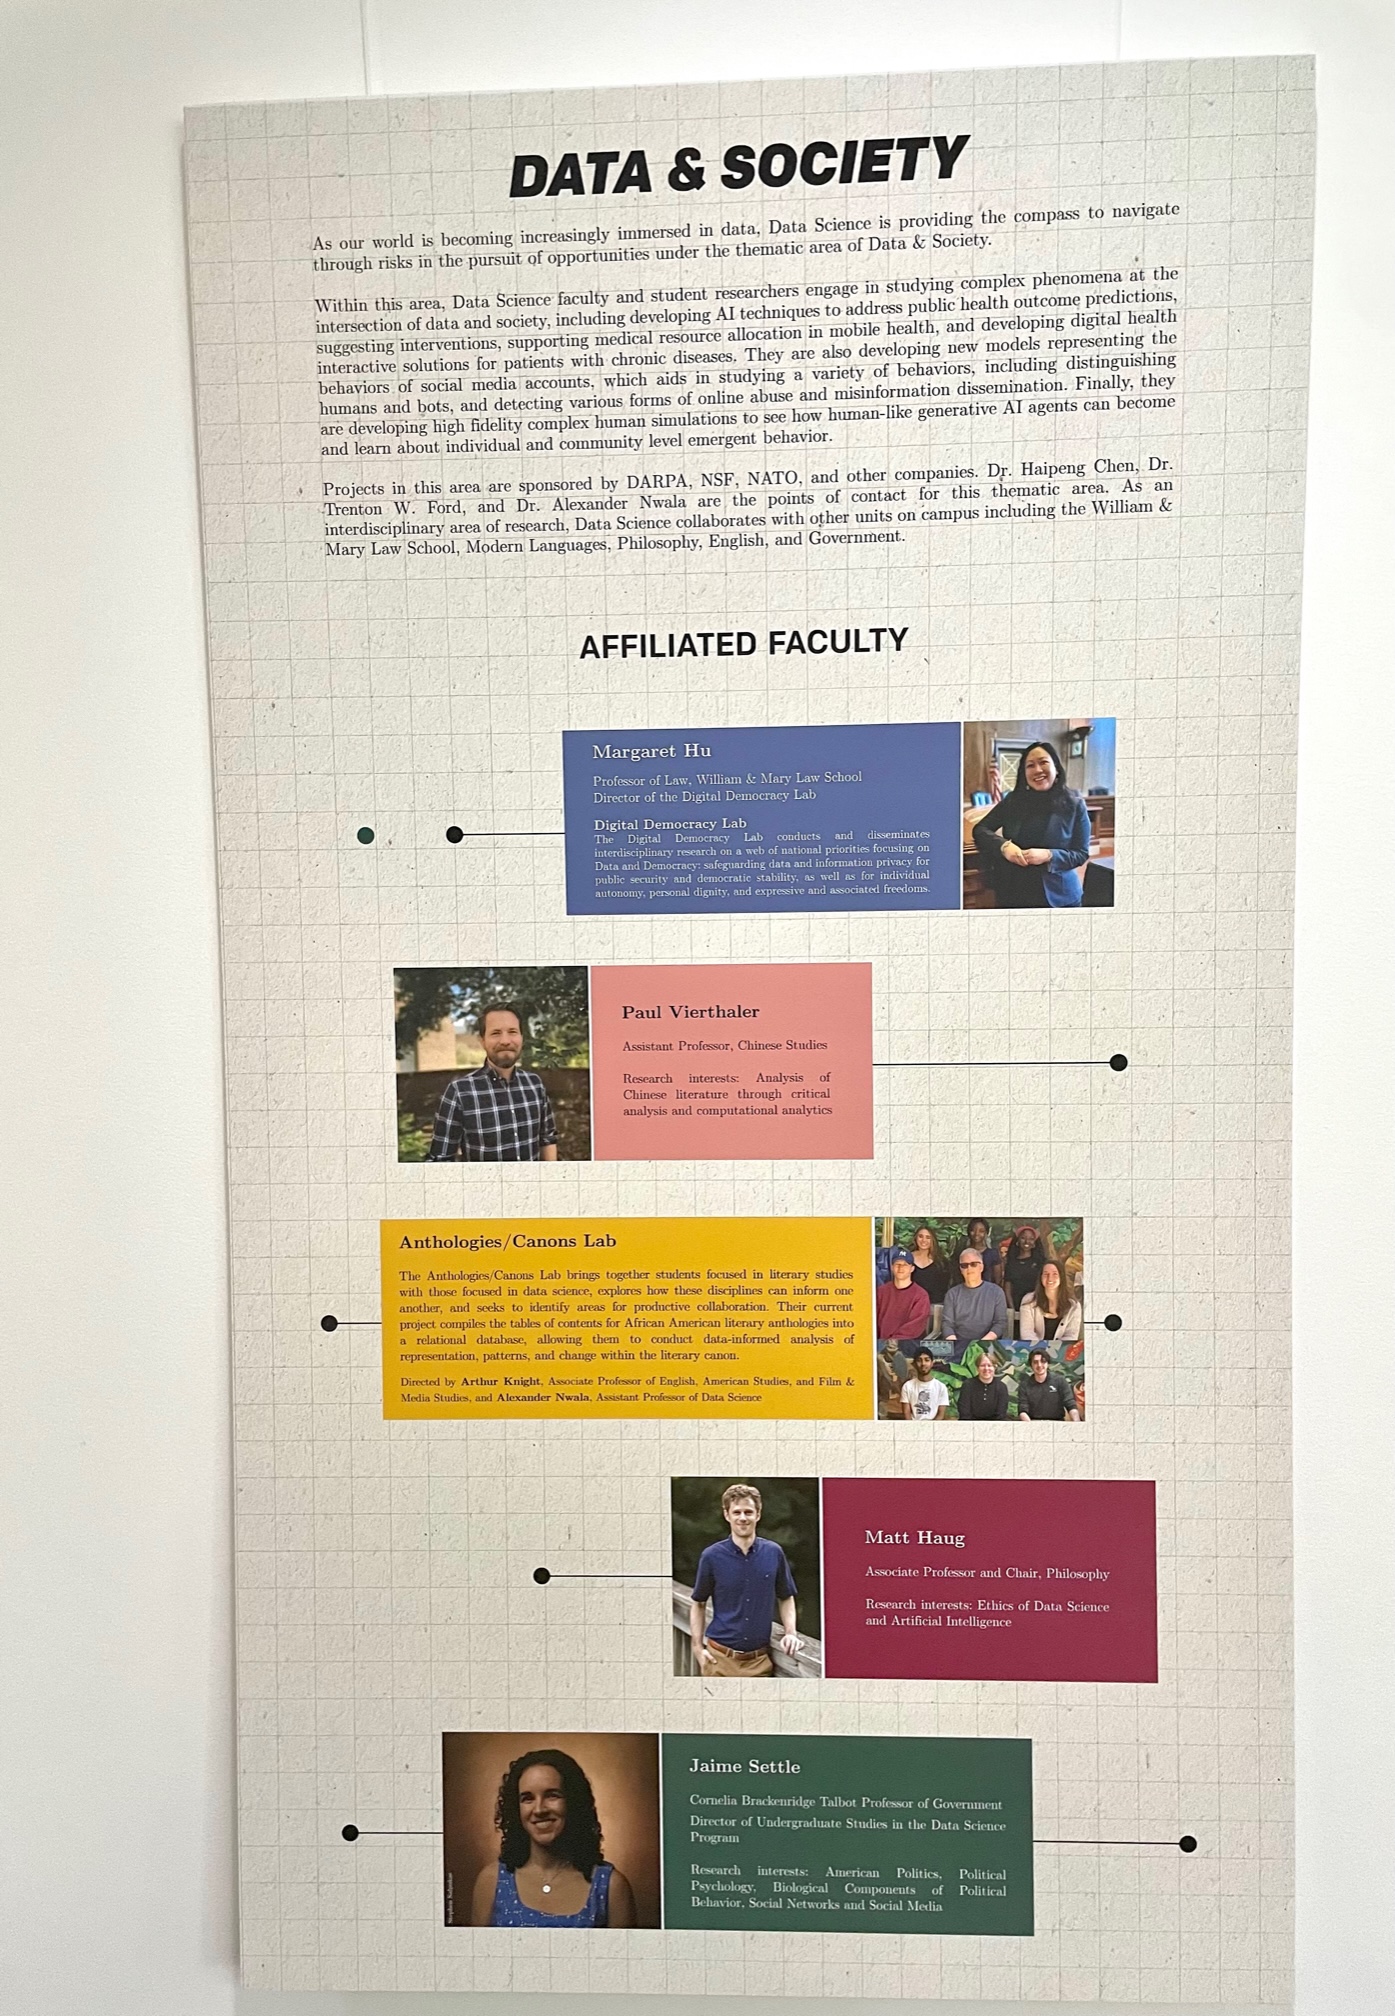 DATA & SOCIETY
As our world is becoming increasingly immersed in data, Data Science is providing the compass to navigate
through risks in the pursuit of opportunities under the thematic area of Data & Society.
Within this area, Data Science faculty and student researchers engage in studying complex phenomena at the
intersection of data and society, including developing AI techniques to address public health outcome predictions,
suggesting interventions, supporting medical resource allocation in mobile health, and developing digital health
interactive solutions for patients with chronic diseases. They are also developing new models representing the
behaviors of social media accounts, which aids in studying a variety of behaviors, including distinguishing
humans and bots, and detecting various forms of online abuse and misinformation dissemination. Finally, they
are developing high fidelity complex human simulations to see how human-like generative AI agents can become
and learn about individual and community level emergent behavior.
Projects in this area are sponsored by DARPA, NSF, NATO, and other companies. Dr. Haipeng Chen, Dr.
Trenton W. Ford, and Dr. Alexander Nwala are the points of contact for this thematic area. As an
interdisciplinary area of research, Data Science collaborates with other units on campus including the William &
Mary Law School, Modern Languages, Philosophy, English, and Government.
AFFILIATED FACULTY
Margaret Hu
Professor of Law, William & Mary Law School
Director of the Digital Democracy Lab
Digital Democracy Lab
The Digital Democracy Lab conducts and disseminates
interdisciplinary research on a web of national priorities focusing on
Data and Democracy: safeguarding data and information privacy for
public security and democratic stability, as well as for individual
autonomy, personal dignity, and expressive and associated freedoms.
Paul Vierthaler
Assistant Professor, Chinese Studies
Research interests: Analysis of
Chinese literature through critical
analysis and computational analytics
Anthologies/Canons Lab
The Anthologies/Canons Lab brings together students focused in literary studies
with those focused in data science, explores how these disciplines can inform one
another, and seeks to identify areas for productive collaboration. Their current
project compiles the tables of contents for African American literary anthologies into
a relational database, allowing them to conduct data-informed analysis of
representation, patterns, and change within the literary canon.
Directed by Arthur Knight, Associate Professor of English, American Studies, and Film &
Media Studies, and Alexander Nwala, Assistant Professor of Data Science
Matt Haug
Associate Professor and Chair, Philosophy
Research interests: Ethics of Data Science
and Artificial Intelligence
Jaime Settle
Cornelia Brackenridge Talbot Professor of Government
Director of Undergraduate Studies in the Data Science
Program
Research interests: American Politics, Political
Psychology, Biological Components of Political
Behavior, Social Networks and Social Media